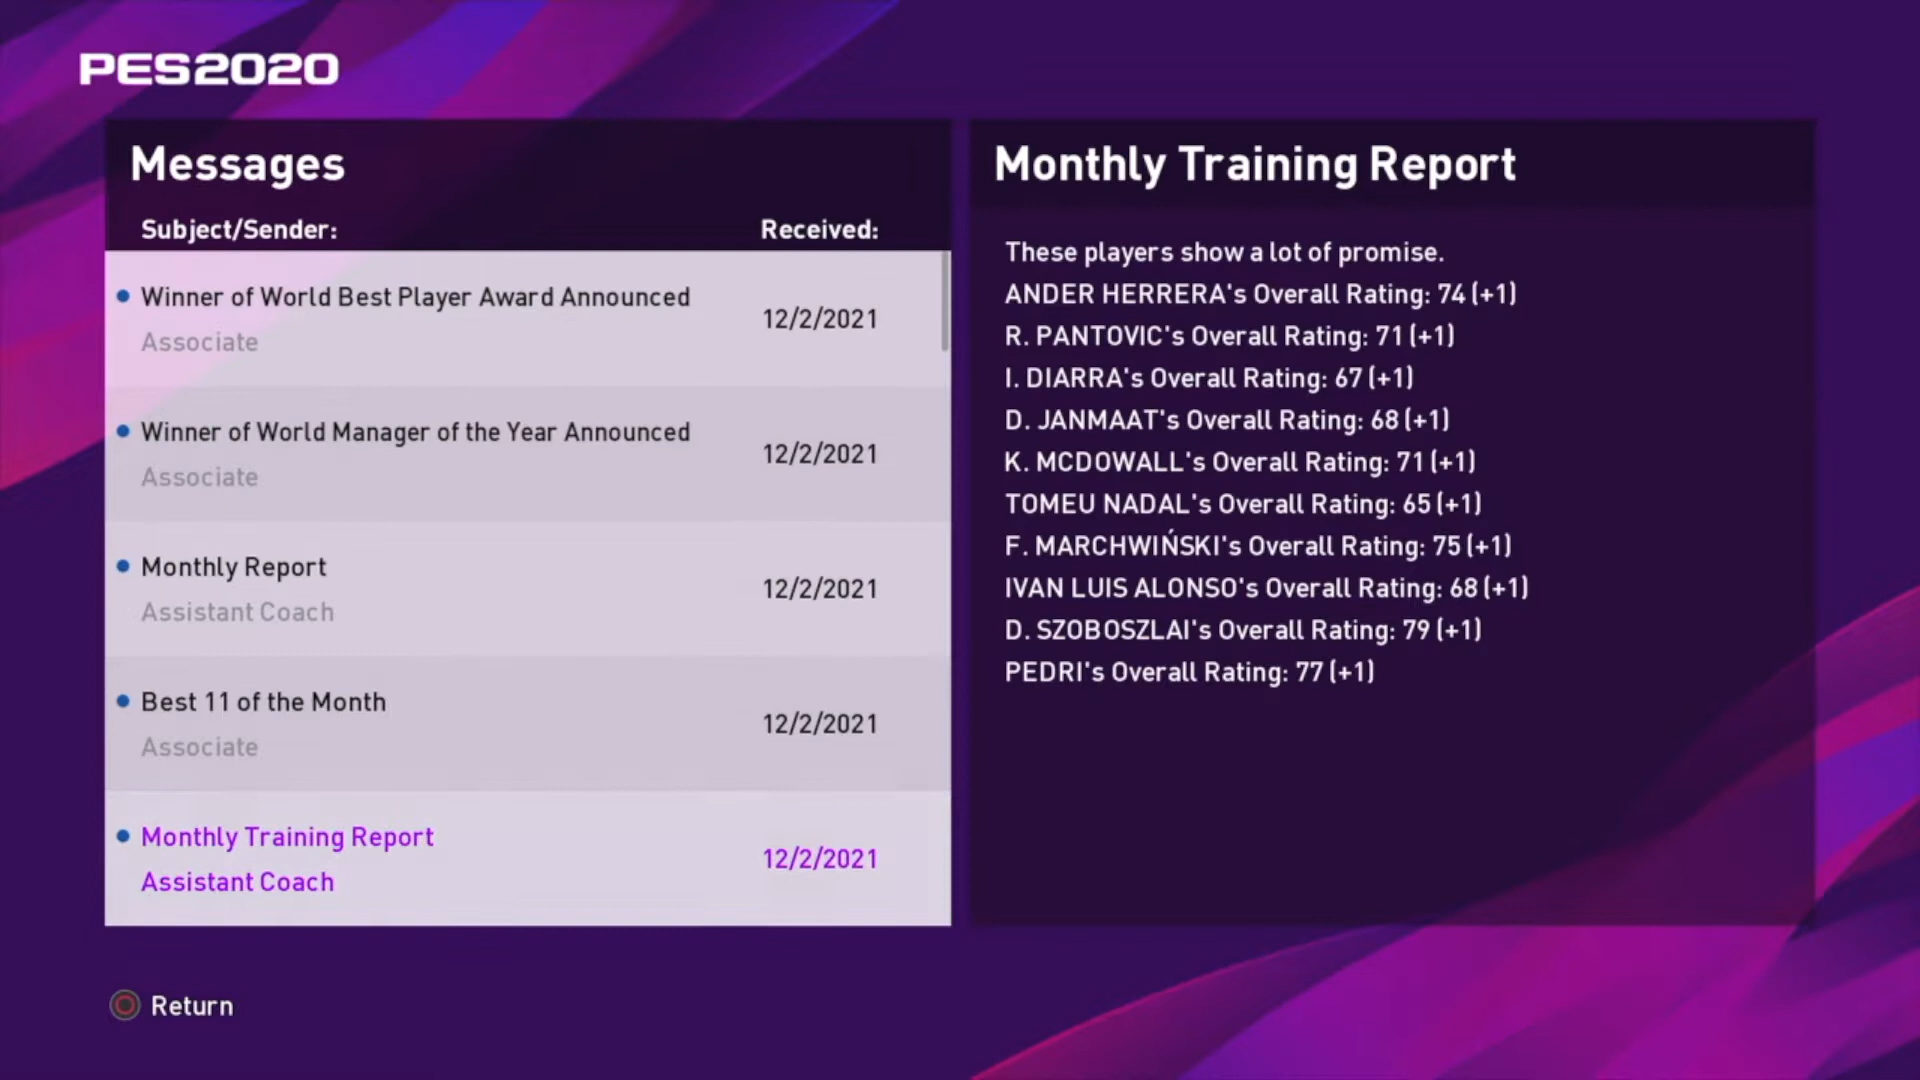 PES2020
Messages
Subject/Sender: Received:
Winner of World Best Player Award Announced
Associate
12/2/2021
Winner of World Manager of the Year Announced
Associate
12/2/2021
Monthly Report
Assistant Coach
12/2/2021
Best 11 of the Month
Associate
12/2/2021
Monthly Training Report
Assistant Coach
12/2/2021
Monthly Training Report
These players show a lot of promise.
ANDER HERRERA's Overall Rating: 74 (+1)
R. PANTOVIC's Overall Rating: 71 (+1)
I. DIARRA's Overall Rating: 67 (+1)
D. JANMAAT's Overall Rating: 68 (+1)
K. MCDOWALL's Overall Rating: 71 (+1)
TOMEU NADAL's Overall Rating: 65 (+1)
F. MARCHWIŃSKI's Overall Rating: 75 (+1)
IVAN LUIS ALONSO's Overall Rating: 68 (+1)
D. SZOBOSZLAI's Overall Rating: 79 (+1)
PEDRI's Overall Rating: 77 (+1)
Return